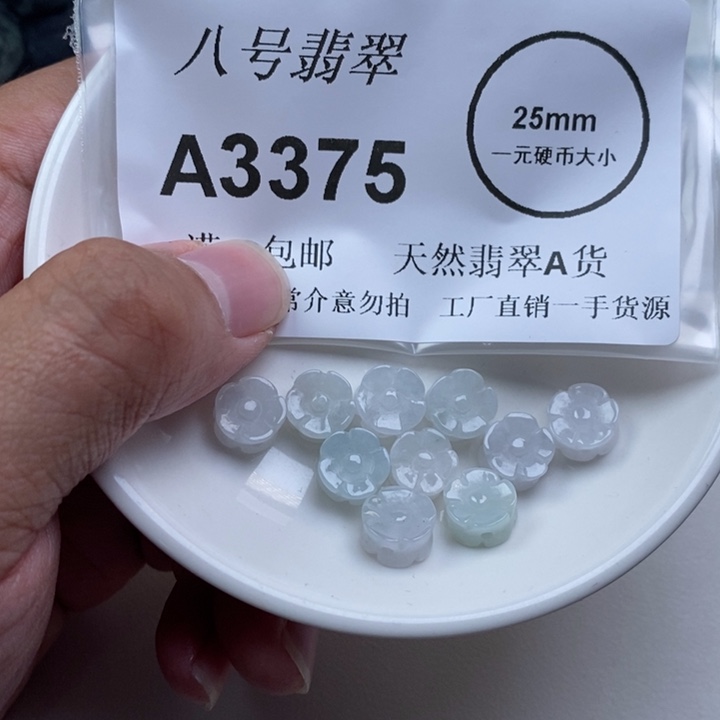 八号翡翠
A3375
25mm
一元硬币大小
包邮 天然翡翠A货
介意勿拍 工厂直销一手货源